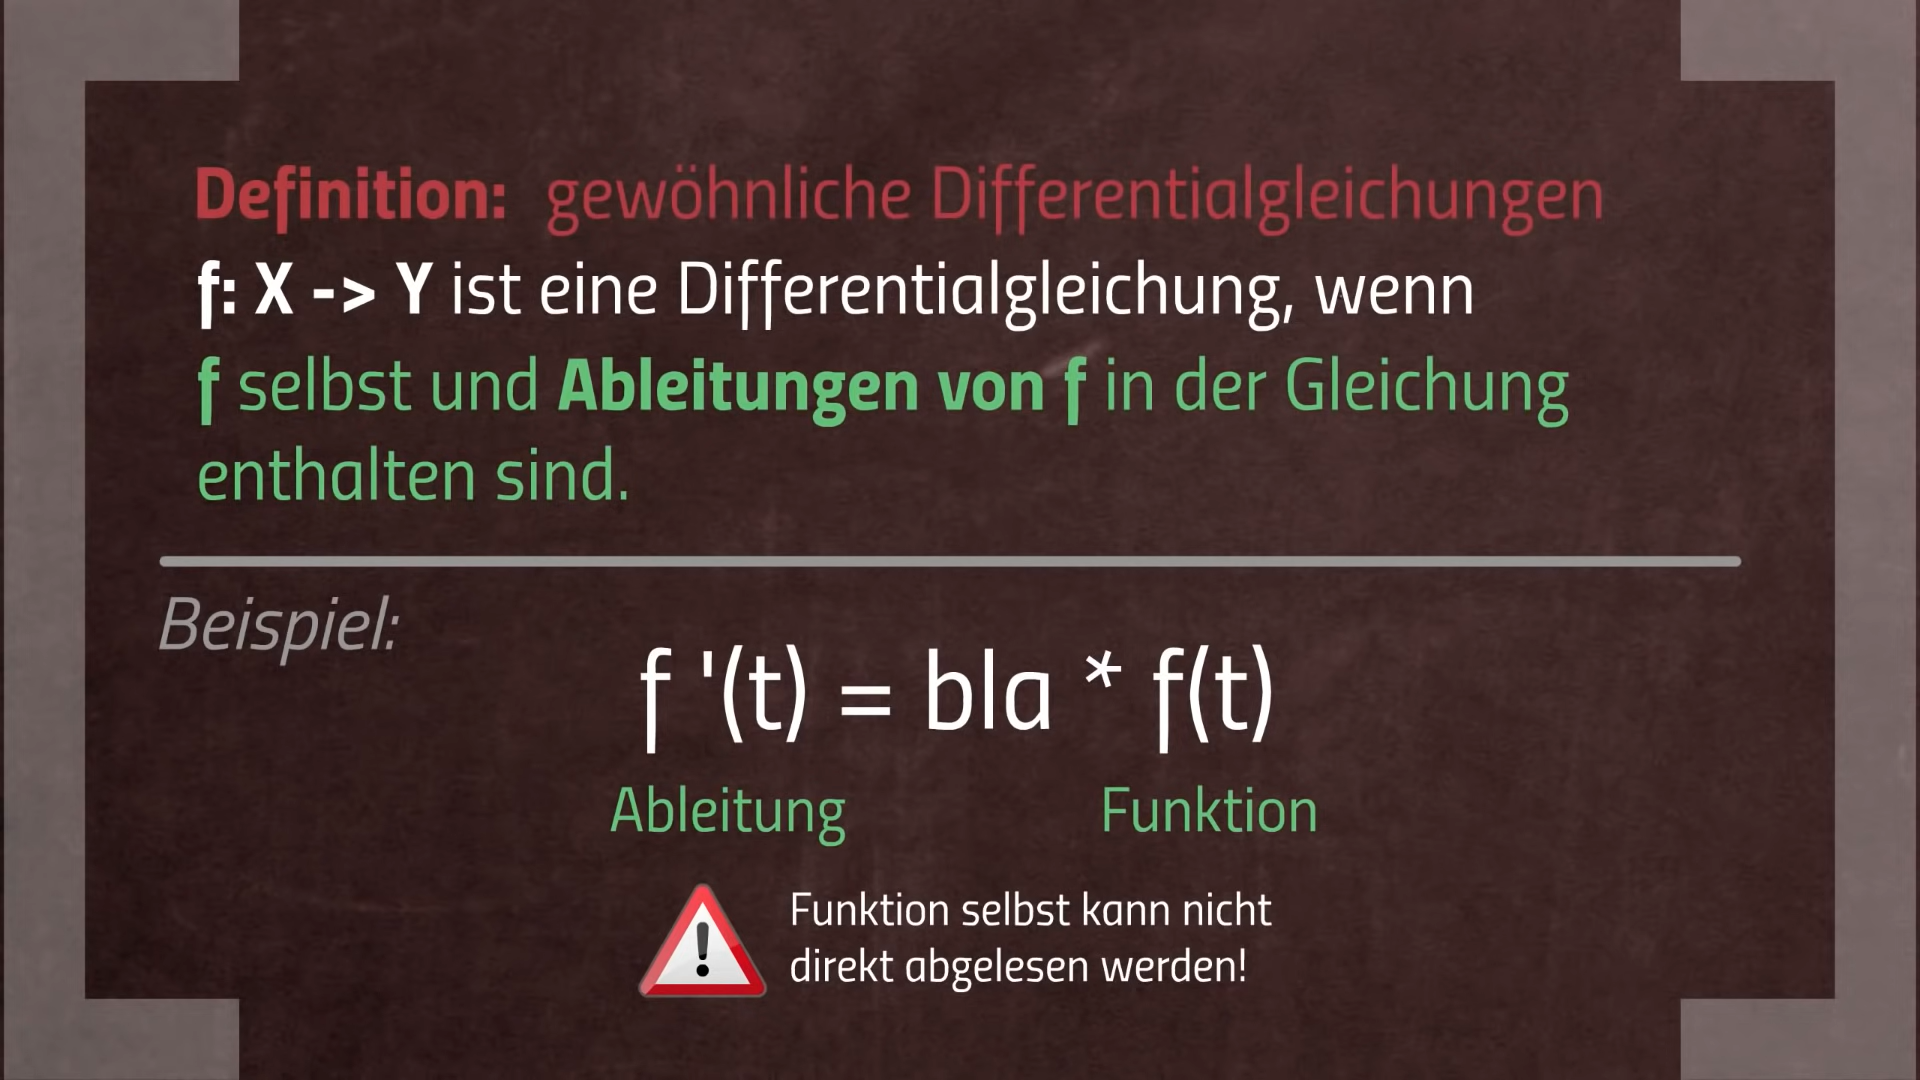 Definition: gewöhnliche Differentialgleichungen
f: X -> Y ist eine Differentialgleichung, wenn
f selbst und Ableitungen von f in der Gleichung
enthalten sind.
Beispiel:
f '(t) = bla * f(t)
Ableitung Funktion
Funktion selbst kann nicht
direkt abgelesen werden!